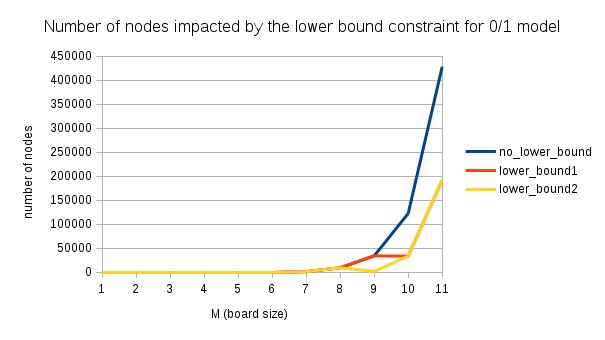 Number of nodes impacted by the lower bound constraint for 0/1 model
450000
400000
350000
300000
250000
200000
150000
100000
50000
0
number of nodes
1 2 3 4 5 6 7 8 9 10 11
M (board size)
no_lower_bound
lower_bound1
lower_bound2